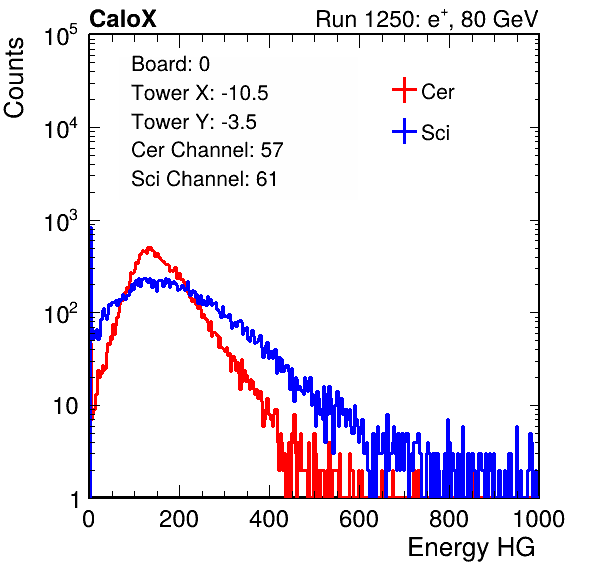 CaloX Run 1250: e⁺, 80 GeV
Counts
10⁵
10⁴
10³
10²
10
1
Board: 0
Tower X: -10.5
Tower Y: -3.5
Cer Channel: 57
Sci Channel: 61
Cer
Sci
0 200 400 600 800 1000
Energy HG